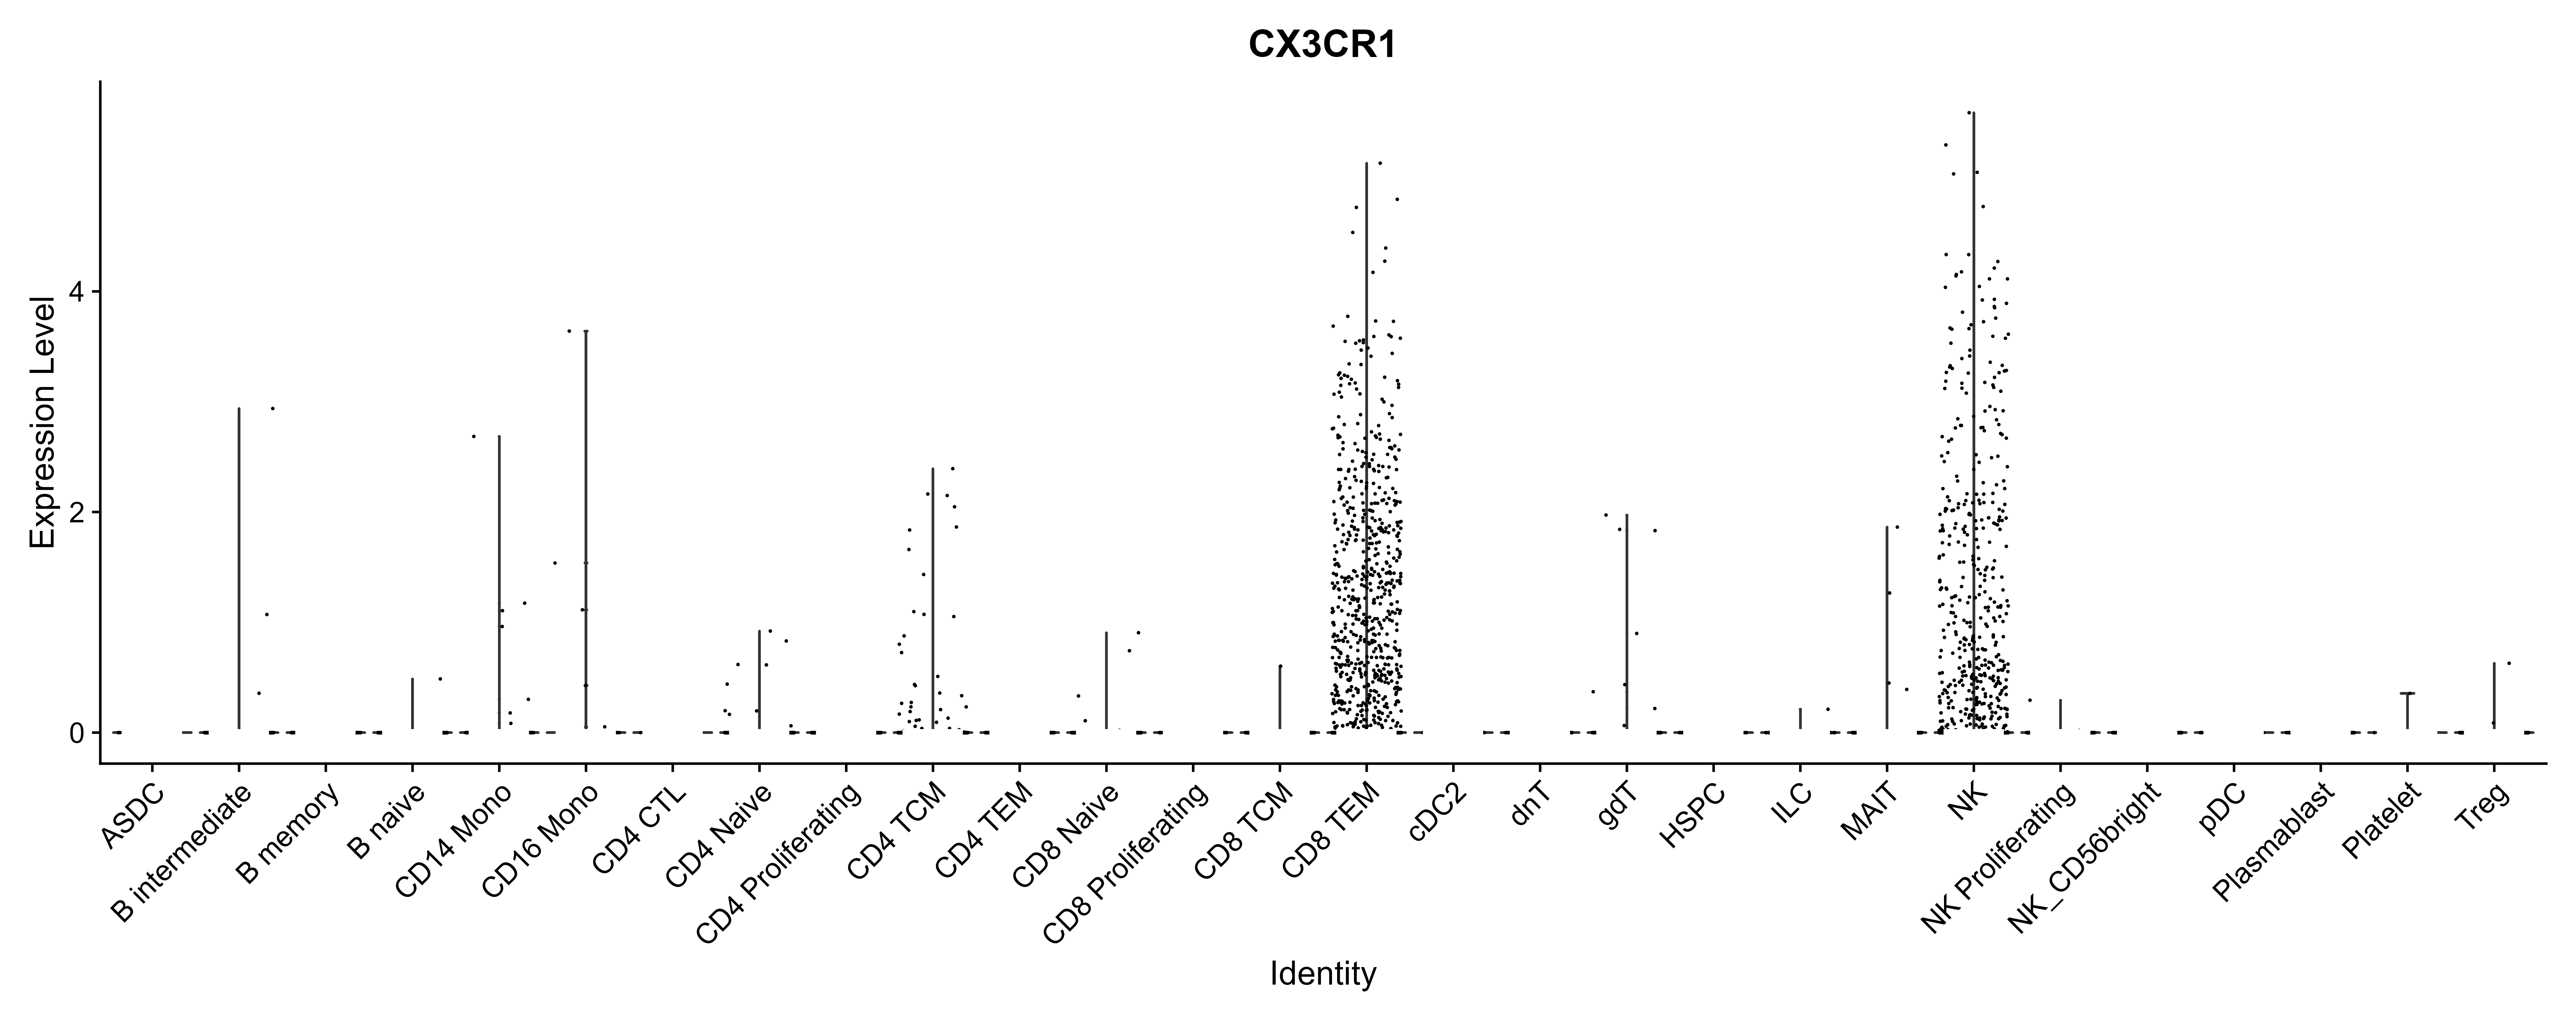 CX3CR1
Expression Level
4
2
0
ASDC
B intermediate
B memory
B naive
CD14 Mono
CD16 Mono
CD4 CTL
CD4 Naive
CD4 Proliferating
CD4 TCM
CD4 TEM
CD8 Naive
CD8 Proliferating
CD8 TCM
CD8 TEM
cDC2
dnT
gdT
HSPC
ILC
MAIT
NK
NK Proliferating
NK_CD56bright
pDC
Plasmablast
Platelet
Treg
Identity